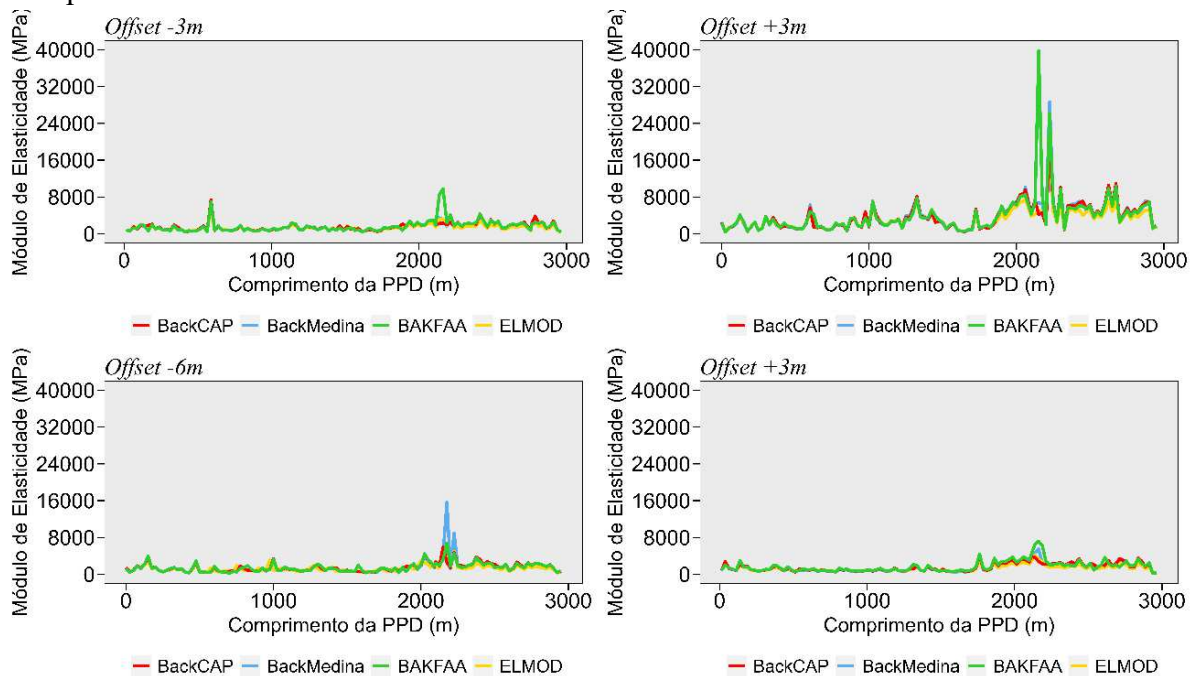 Offset -3m
Offset +3m
Módulo de Elasticidade (MPa)
40000
32000
24000
16000
8000
0
0 1000 2000 3000
Comprimento da PPD (m)
BackCAP BackMedina BAKFAA ELMOD
Módulo de Elasticidade (MPa)
40000
32000
24000
16000
8000
0
0 1000 2000 3000
Comprimento da PPD (m)
BackCAP BackMedina BAKFAA ELMOD
Offset -6m
Offset +3m
Módulo de Elasticidade (MPa)
40000
32000
24000
16000
8000
0
0 1000 2000 3000
Comprimento da PPD (m)
BackCAP BackMedina BAKFAA ELMOD
Módulo de Elasticidade (MPa)
40000
32000
24000
16000
8000
0
0 1000 2000 3000
Comprimento da PPD (m)
BackCAP BackMedina BAKFAA ELMOD